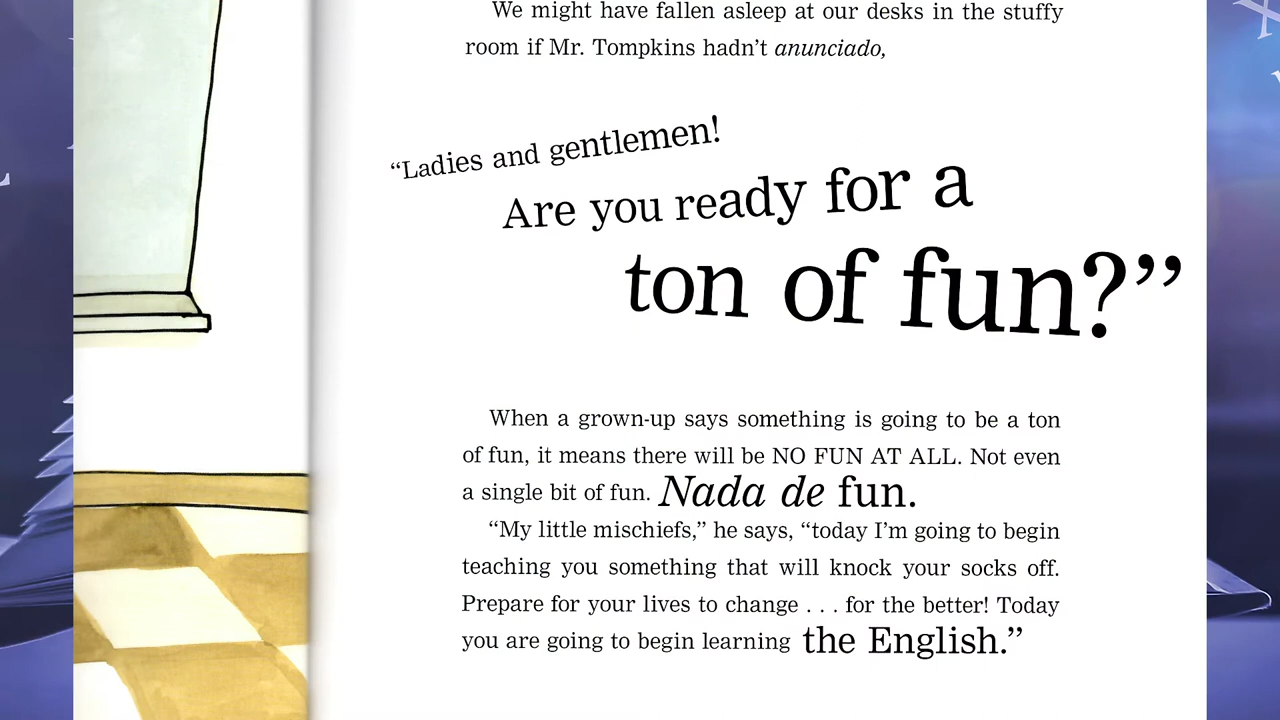 We might have fallen asleep at our desks in the stuffy
room if Mr. Tompkins hadn’t anunciado,
“Ladies and gentlemen!
Are you ready for a
ton of fun?”
When a grown-up says something is going to be a ton
of fun, it means there will be NO FUN AT ALL. Not even
a single bit of fun. Nada de fun.
“My little mischiefs,” he says, “today I’m going to begin
teaching you something that will knock your socks off.
Prepare for your lives to change . . . for the better! Today
you are going to begin learning the English.”